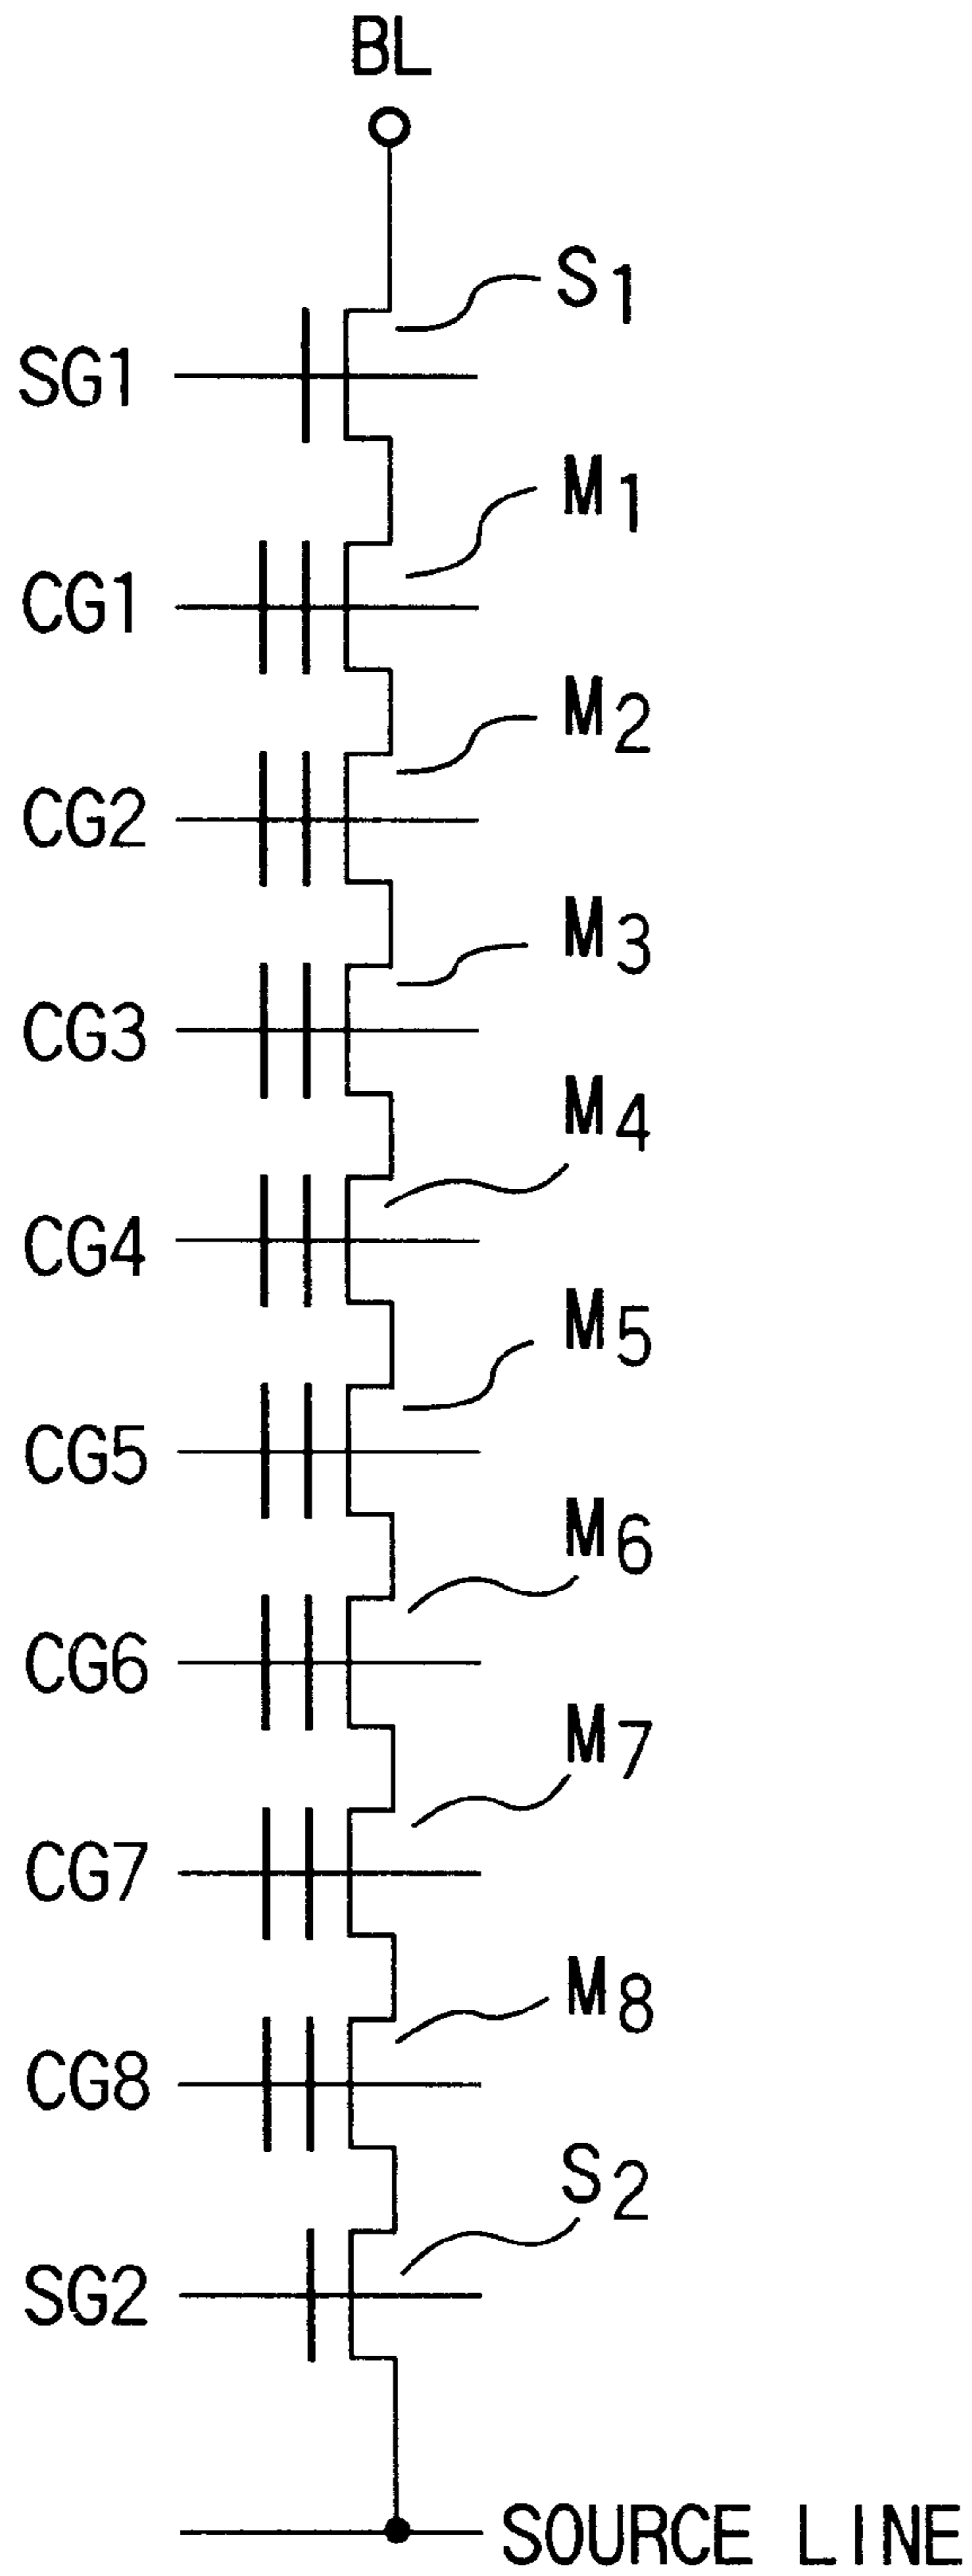 BL
S1
SG1
M1
CG1
M2
CG2
M3
CG3
M4
CG4
M5
CG5
M6
CG6
M7
CG7
M8
CG8
S2
SG2
SOURCE LINE